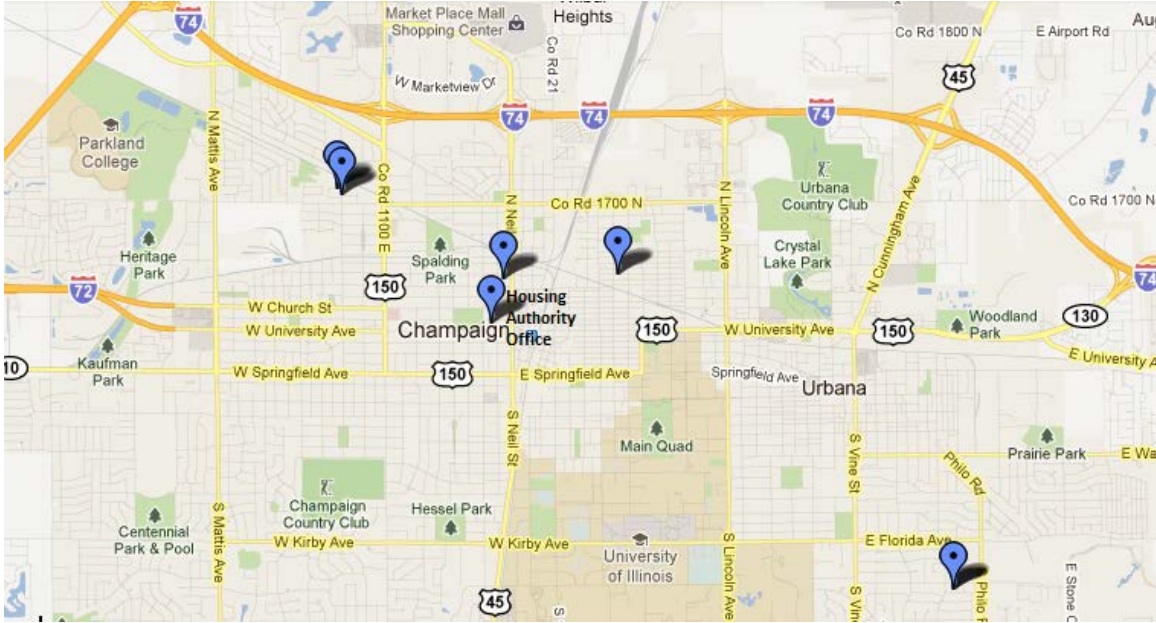 74
Market Place Mall
Shopping Center
Heights
Co Rd 21
Co Rd 1800 N
E Airport Rd
45
W Marketview Dr
74
74
74
Parkland
College
N Mattis Ave
Co Rd 1100 E
N Neil
Co Rd 1700 N
N Lincoln Ave
Urbana
Country Club
N Cunningham Ave
Co Rd 1700 N
Heritage
Park
Spalding
Park
Crystal
Lake Park
74
72
150
Housing
Authority
Office
W Church St
W University Ave
Champaign
150
W University Ave
150
Woodland
Park
130
E University A
Kaufman
Park
10
W Springfield Ave
150
E Springfield Ave
Springfield Ave
Urbana
S Neil St
Main Quad
S Vine St
Philo Rd
Prairie Park
E Wa
Champaign
Country Club
Hessel Park
Centennial
Park & Pool
S Mattis Ave
W Kirby Ave
W Kirby Ave
University
of Illinois
S Lincoln Ave
E Florida Ave
45
S
S Vine
Philo R
E Stone C